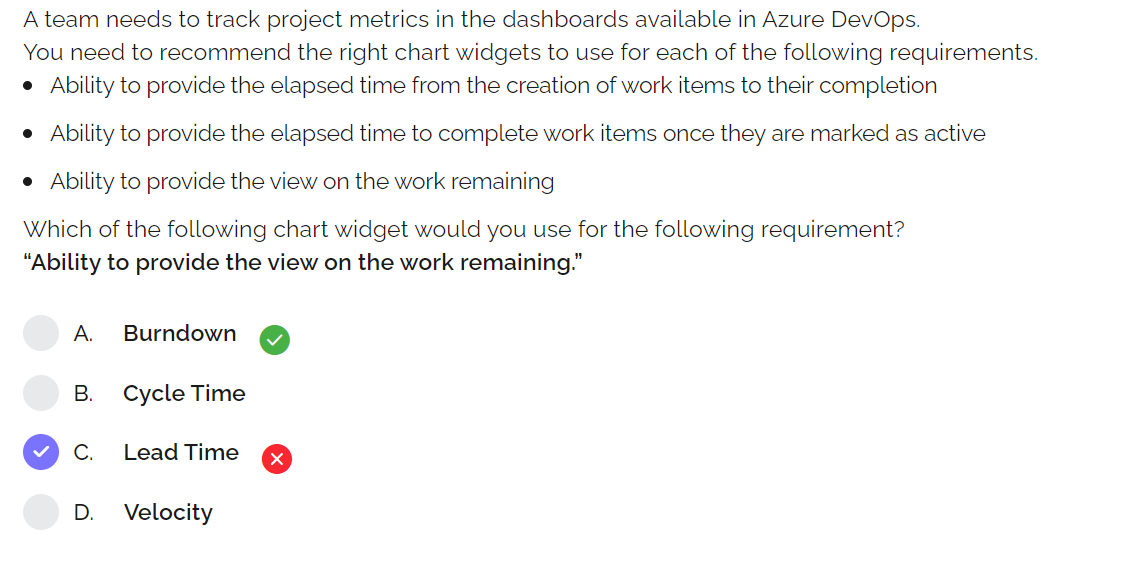 A team needs to track project metrics in the dashboards available in Azure DevOps.
You need to recommend the right chart widgets to use for each of the following requirements.
• Ability to provide the elapsed time from the creation of work items to their completion
• Ability to provide the elapsed time to complete work items once they are marked as active
• Ability to provide the view on the work remaining
Which of the following chart widget would you use for the following requirement?
“Ability to provide the view on the work remaining.”
A. Burndown
B. Cycle Time
C. Lead Time
D. Velocity